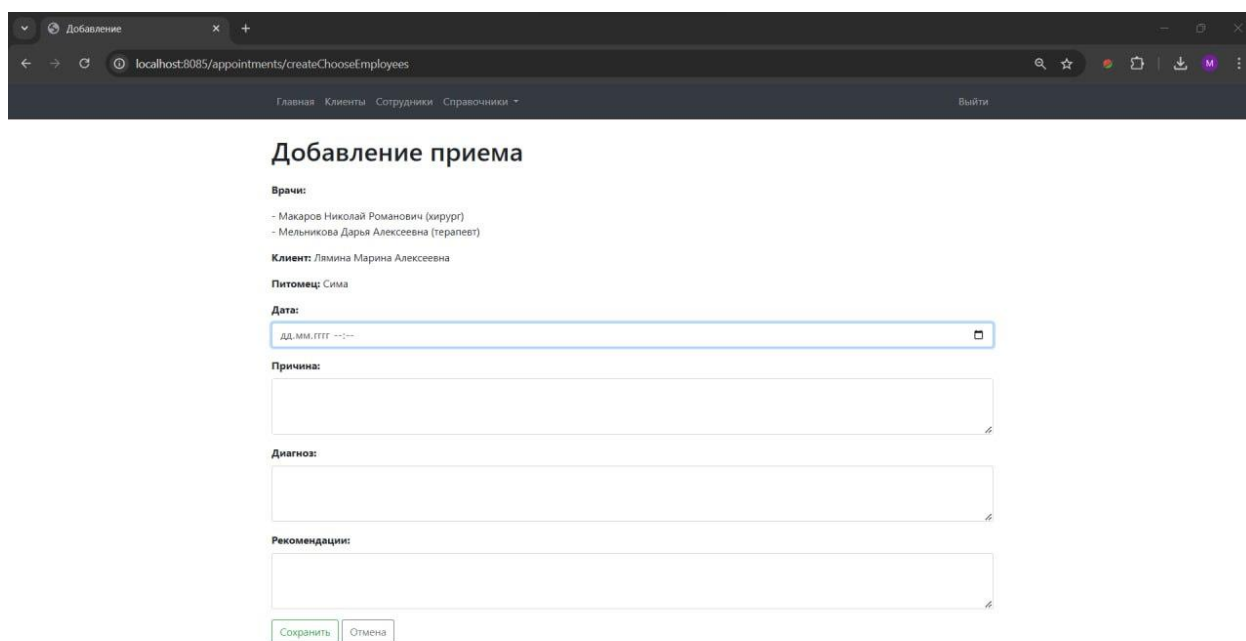 Добавление
localhost:8085/appointments/createChooseEmployees
M
Главная Клиенты Сотрудники Справочники Выйти
Добавление приема
Врачи:
- Макаров Николай Романович (хирург)
- Мельникова Дарья Алексеевна (терапевт)
Клиент: Лямина Марина Алексеевна
Питомец: Сима
Дата:
дд.мм.гггг --:--
Причина:
Диагноз:
Рекомендации:
Сохранить Отмена